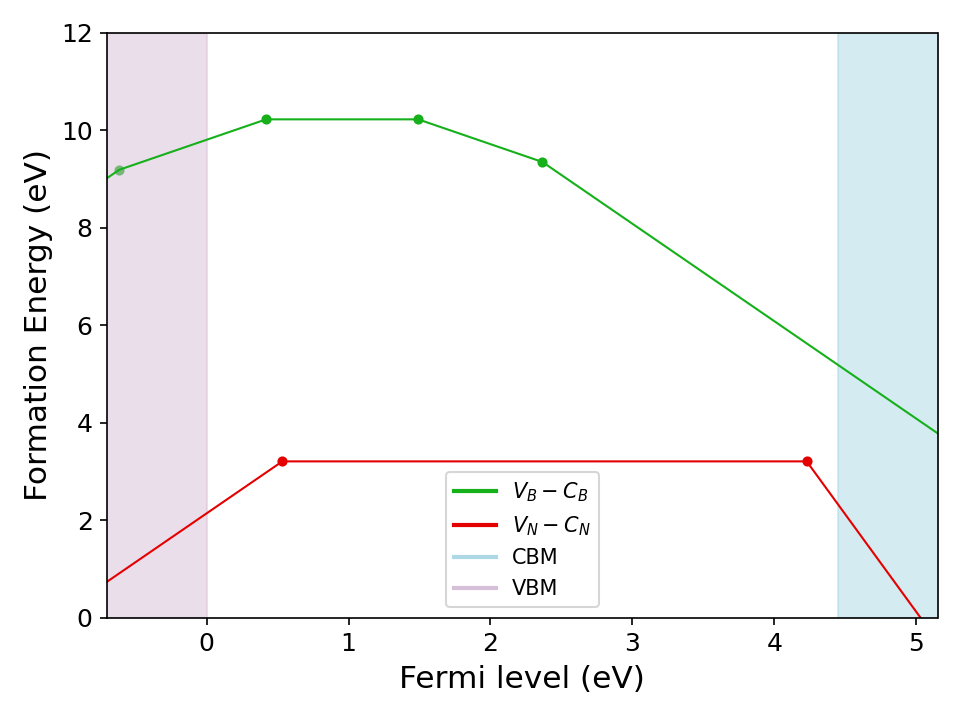 12
10
8
6
4
2
0
Formation Energy (eV)
V_B − C_B
V_N − C_N
CBM
VBM
0 1 2 3 4 5
Fermi level (eV)